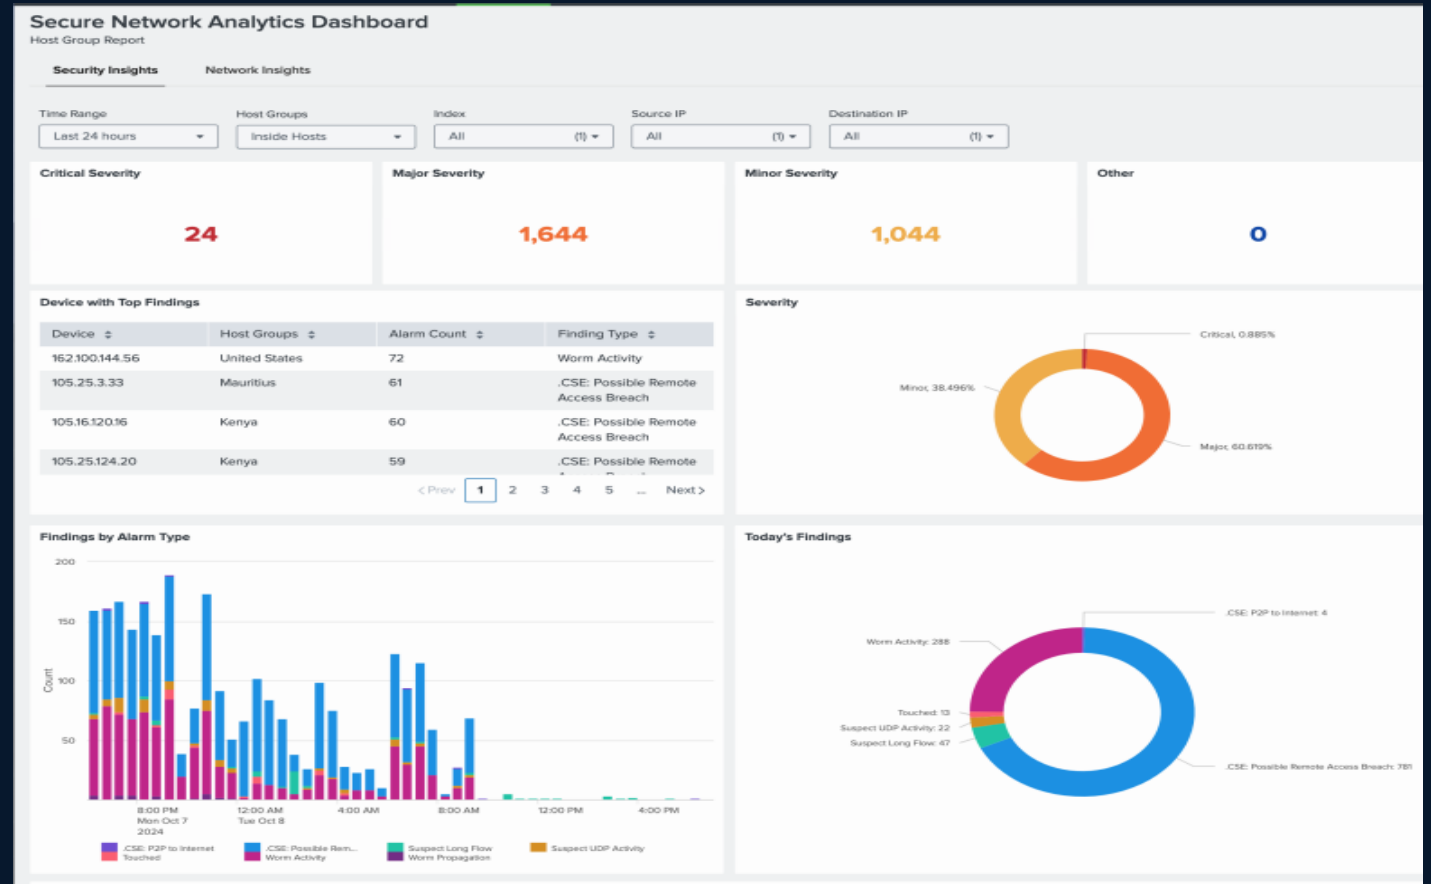 Secure Network Analytics Dashboard
Host Group Report
Security Insights Network Insights
Time Range Host Groups Index Source IP Destination IP
Last 24 hours Inside Hosts All (1) All (1) All (1)
Critical Severity Major Severity Minor Severity Other
24 1,644 1,044 0
Device with Top Findings
Device Host Groups Alarm Count Finding Type
162.100.144.56 United States 72 Worm Activity
105.25.3.33 Mauritius 61 .CSE: Possible Remote
Access Breach
105.16.120.16 Kenya 60 .CSE: Possible Remote
Access Breach
105.25.124.20 Kenya 59 .CSE: Possible Remote
< Prev 1 2 3 4 5 ... Next >
Severity
Critical, 0.885%
Minor, 38.496%
Major, 60.619%
Findings by Alarm Type
200
150
100
50
Count
8:00 PM 12:00 AM 4:00 AM 8:00 AM 12:00 PM 4:00 PM
Mon Oct 7 Tue Oct 8
2024
.CSE: P2P to Internet .CSE: Possible Rem... Suspect Long Flow Suspect UDP Activity
Touched Worm Activity Worm Propagation
Today's Findings
.CSE: P2P to Internet: 4
Worm Activity: 288
Touched: 13
Suspect UDP Activity: 22
Suspect Long Flow: 47
.CSE: Possible Remote Access Breach: 781